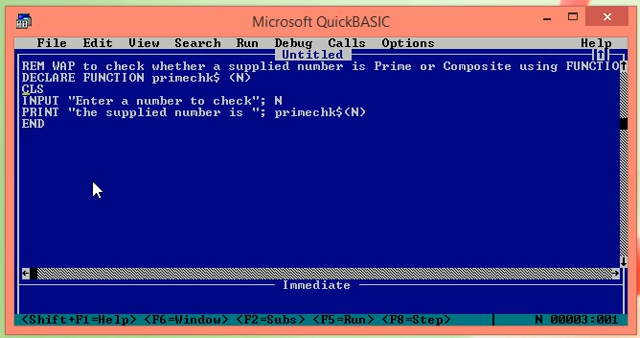 Microsoft QuickBASIC
File Edit View Search Run Debug Calls Options Help
Untitled
REM WAP to check whether a supplied number is Prime or Composite using FUNCTIO
DECLARE FUNCTION primechk$ (N)
CLS
INPUT "Enter a number to check"; N
PRINT "the supplied number is "; primechk$(N)
END
Immediate
<Shift+F1=Help> <F6=Window> <F2=Subs> <F5=Run> <F8=Step> N 00003:001